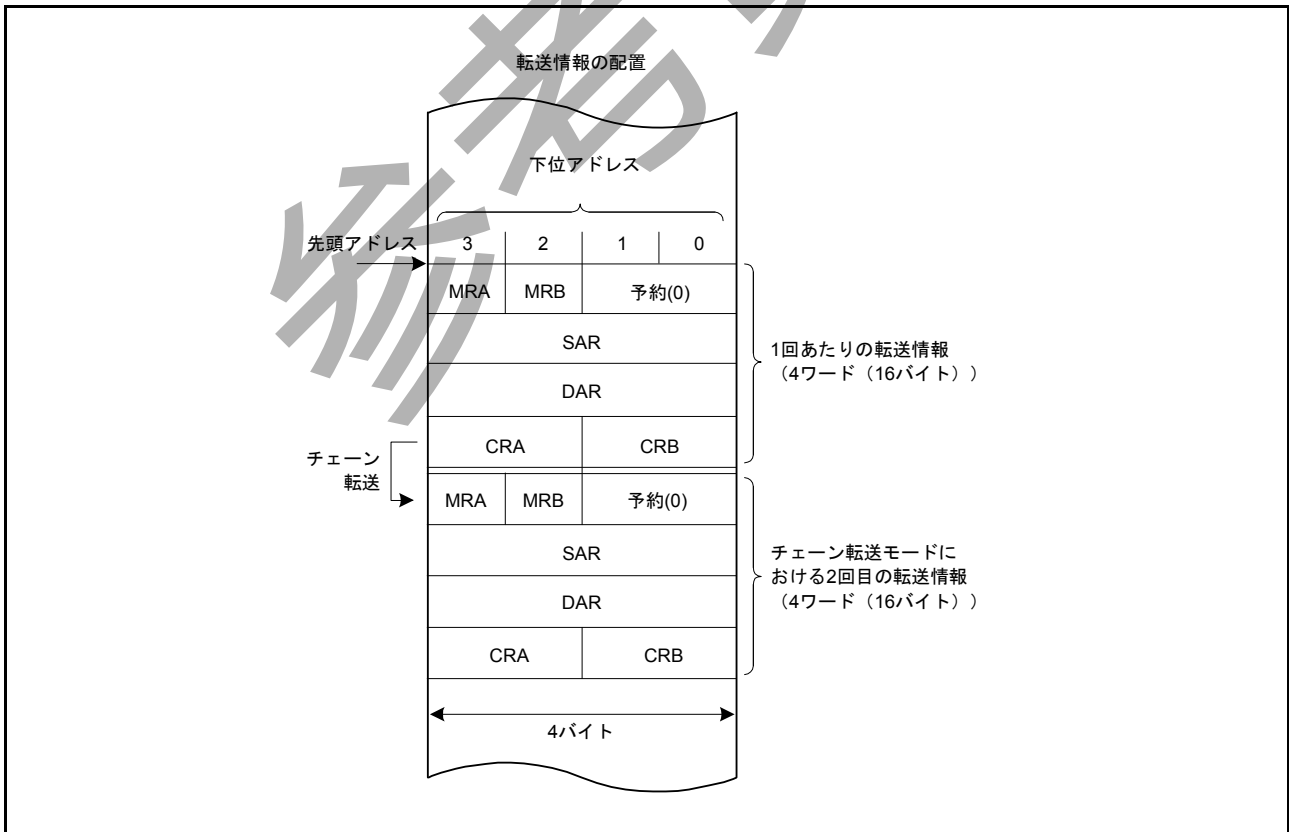 転送情報の配置
下位アドレス
先頭アドレス
3 2 1 0
MRA MRB 予約(0)
SAR
DAR
CRA CRB
1回あたりの転送情報
(4ワード(16バイト))
チェーン
転送
MRA MRB 予約(0)
SAR
DAR
CRA CRB
チェーン転送モードに
おける2回目の転送情報
(4ワード(16バイト))
4バイト
参考